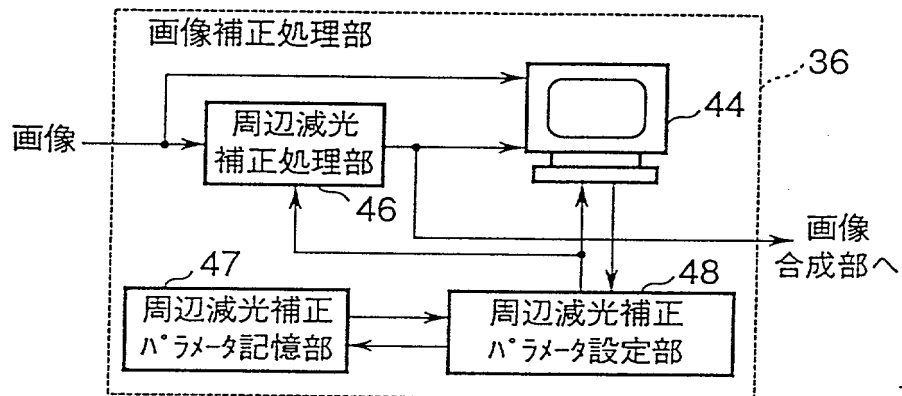 画像補正処理部
36
44
画像
周辺減光
補正処理部
46
画像
合成部へ
47
48
周辺減光補正
パラメータ記憶部
周辺減光補正
パラメータ設定部